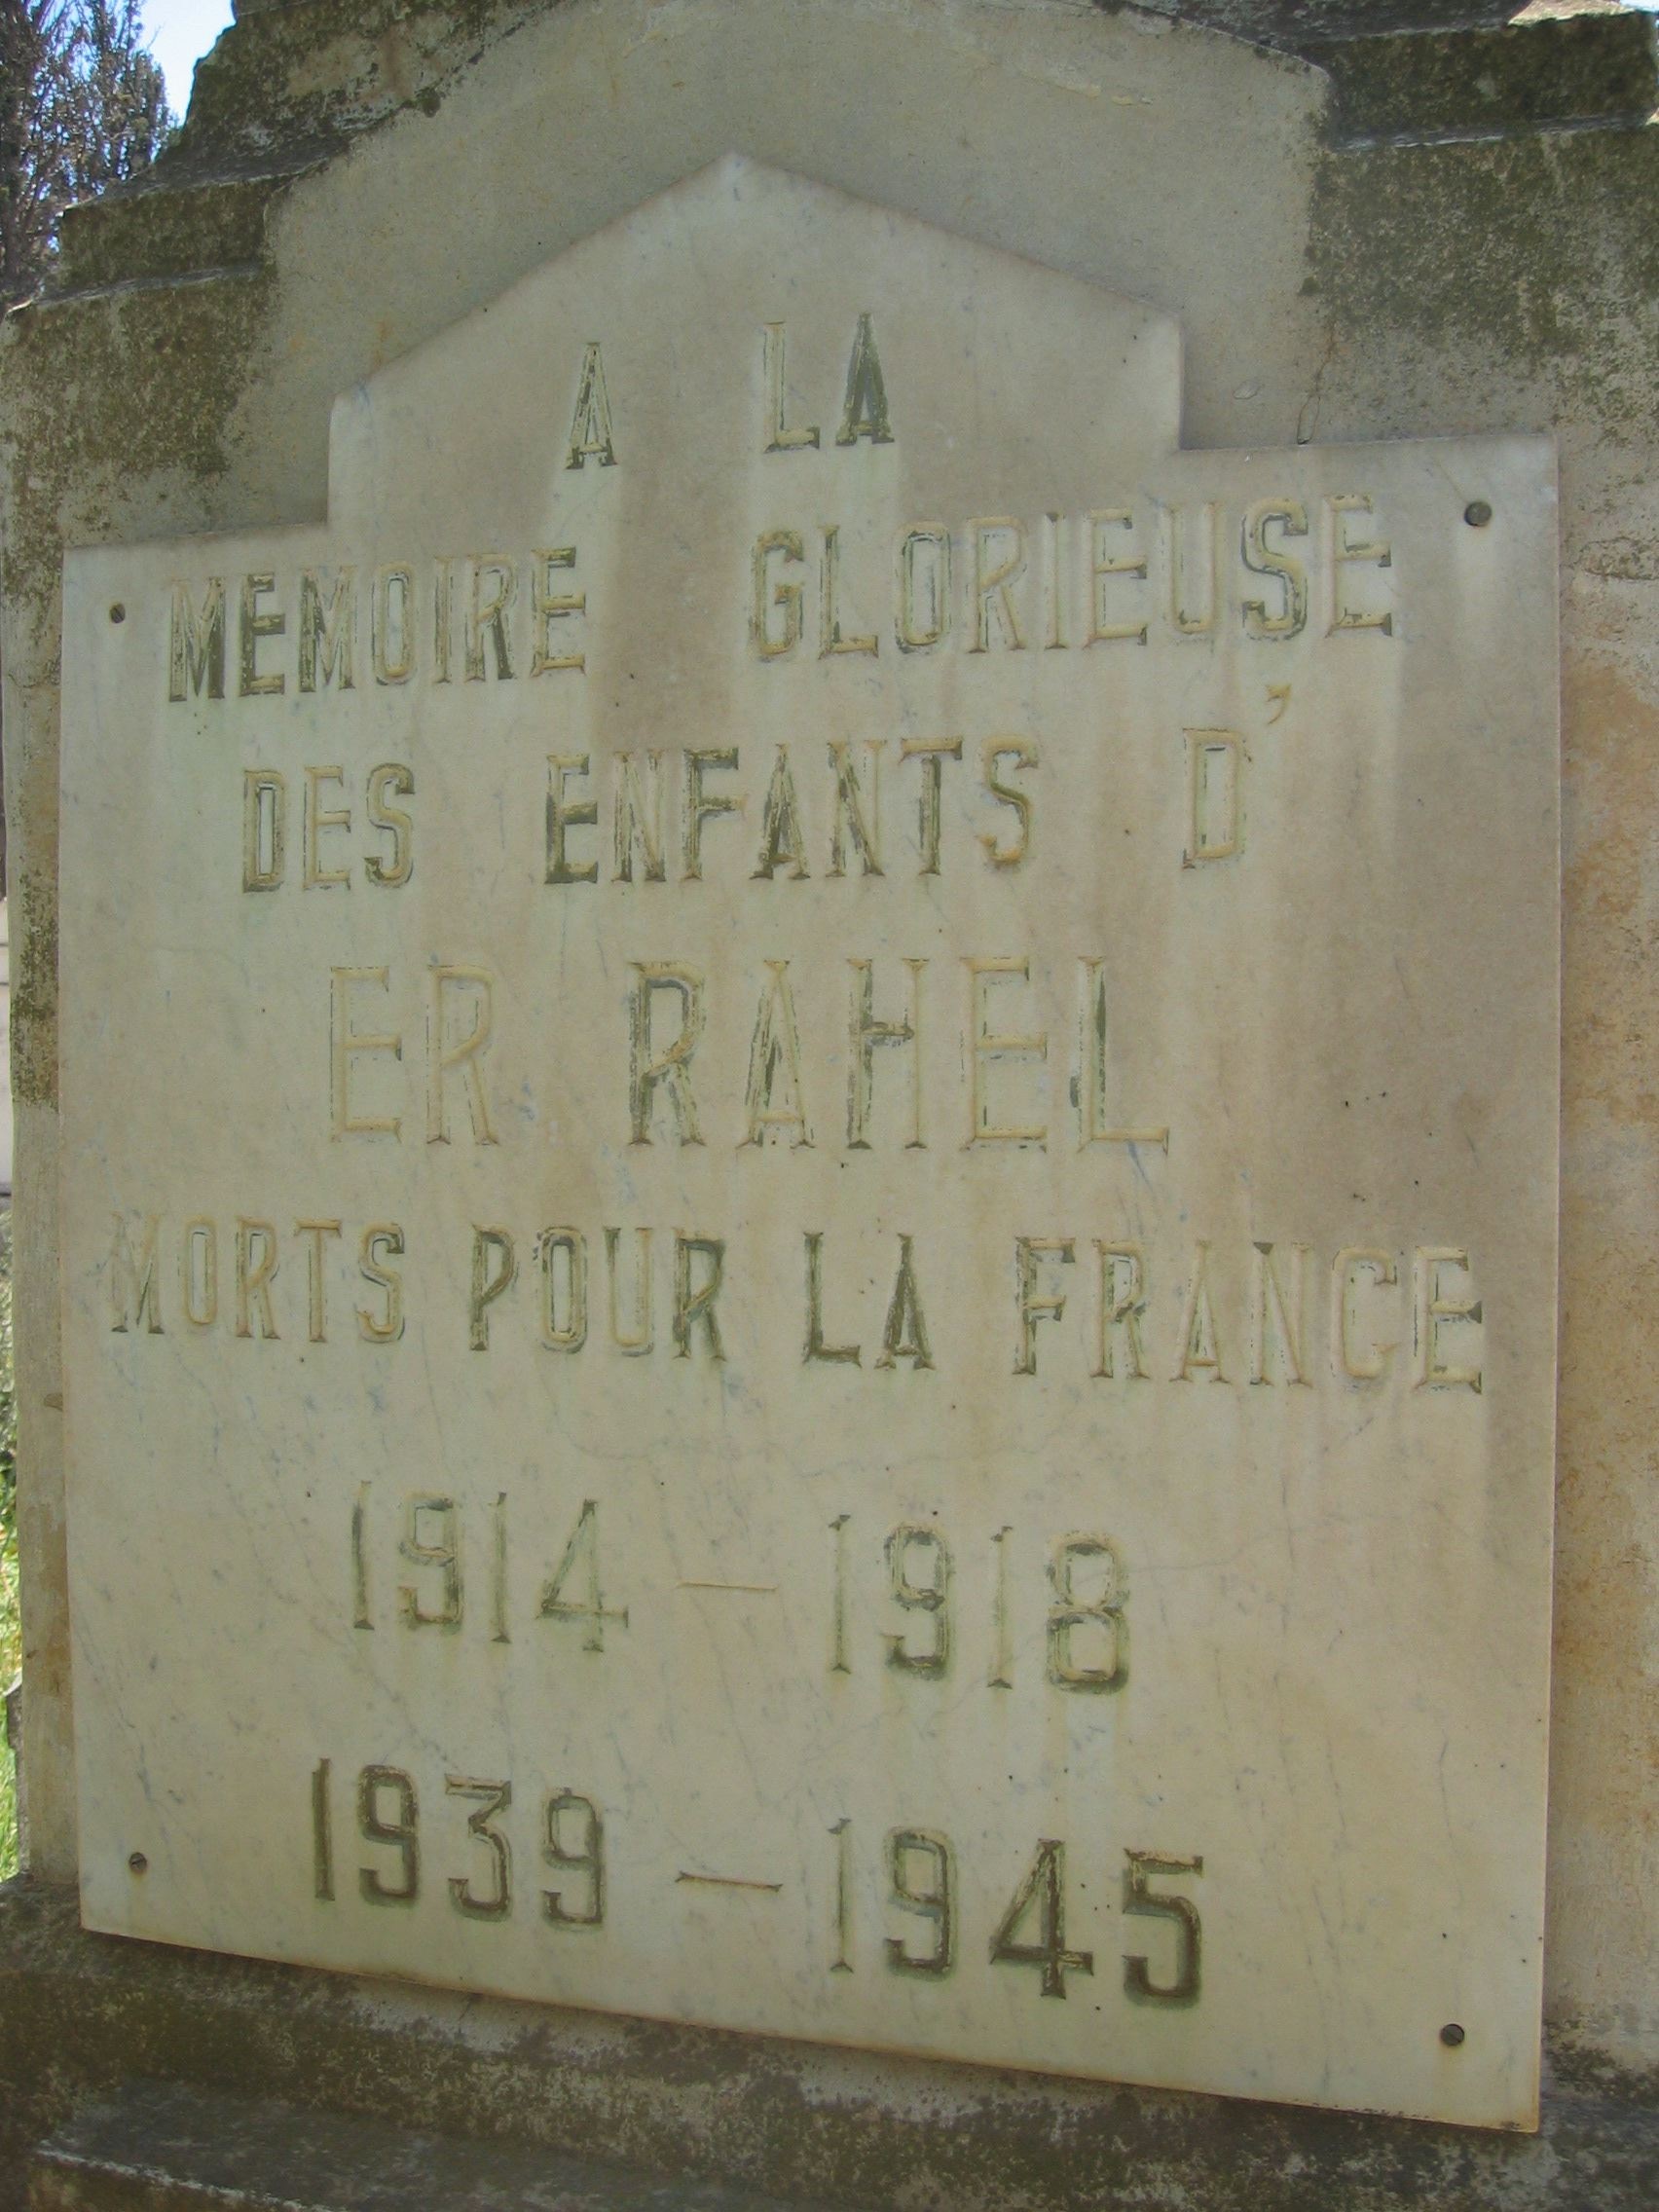 A LA
MEMOIRE GLORIEUSE
DES ENFANTS D'
ER RAHEL
MORTS POUR LA FRANCE
1914 — 1918
1939 — 1945